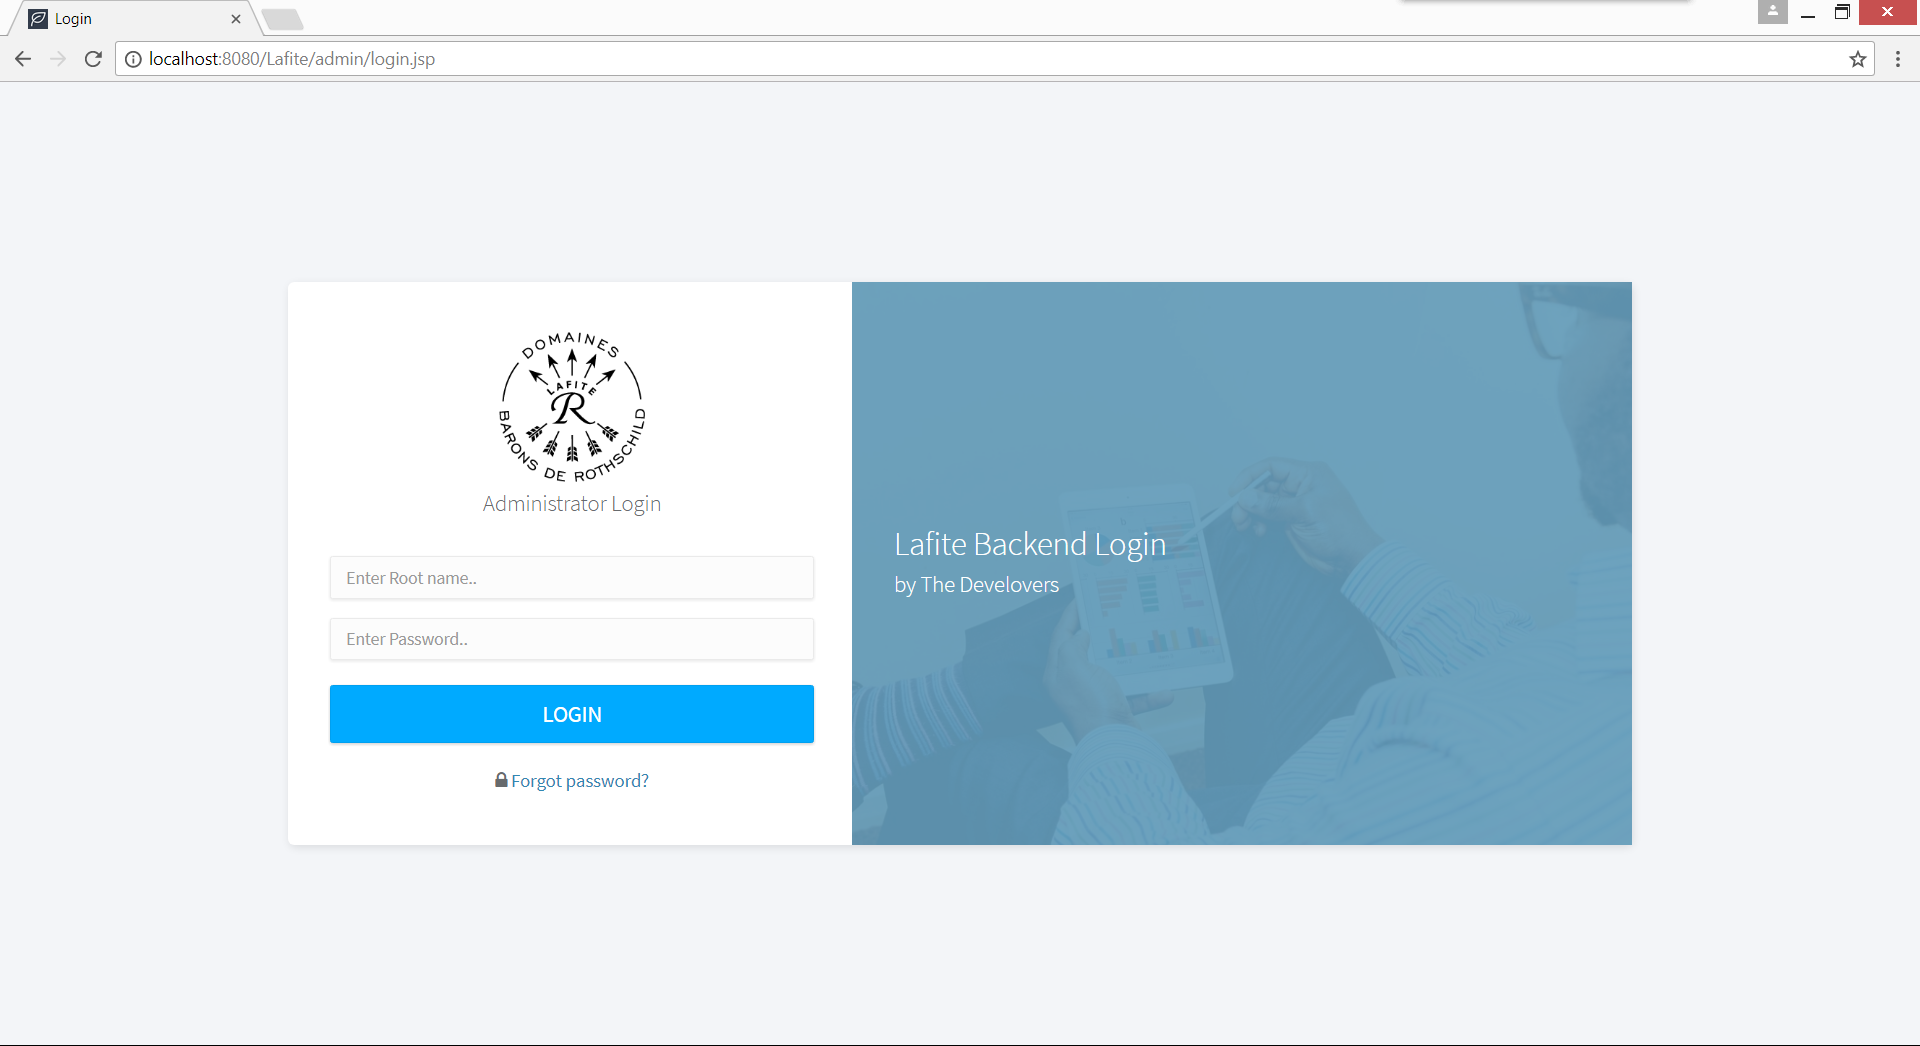 Login
localhost:8080/Lafite/admin/login.jsp
DOMAINES
LAFITE
R
BARONS DE ROTHSCHILD
Administrator Login
Enter Root name..
Enter Password..
LOGIN
Forgot password?
Lafite Backend Login
by The Develovers